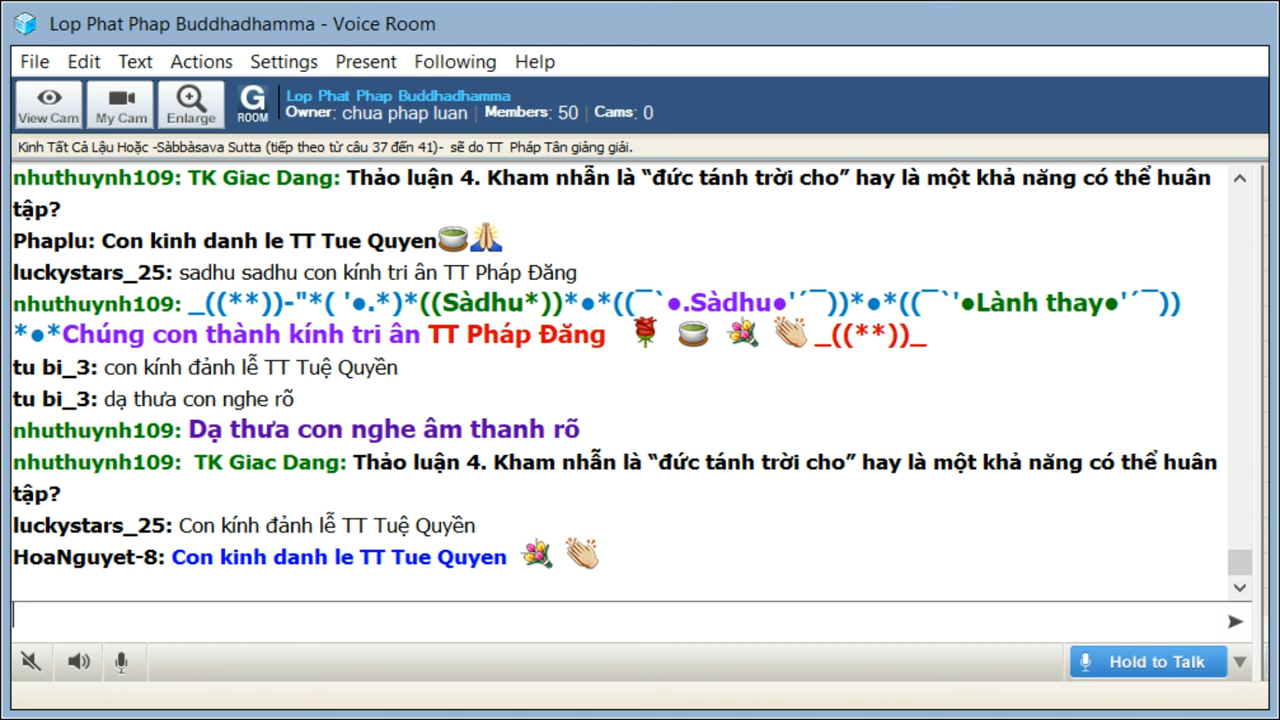 Lop Phat Phap Buddhadhamma - Voice Room
File Edit Text Actions Settings Present Following Help
View Cam My Cam Enlarge G ROOM Lop Phat Phap Buddhadhamma
Owner: chua phap luan | Members: 50 | Cams: 0
Kinh Tất Cả Lậu Hoặc -Sàbbàsava Sutta (tiếp theo từ câu 37 đến 41)- sẽ do TT Pháp Tân giảng giải.
nhuthuynh109: TK Giac Dang: Thảo luận 4. Kham nhẫn là “đức tánh trời cho” hay là một khả năng có thể huân
tập?
Phaplu: Con kinh danh le TT Tue Quyen🍵🙏
luckystars_25: sadhu sadhu con kính tri ân TT Pháp Đăng
nhuthuynh109: _((**))-"*( '●.*)*((Sàdhu*))*●*((¯`●.Sàdhu●'´¯))*●*((¯`'●Lành thay●'´¯))
*●*Chúng con thành kính tri ân TT Pháp Đăng 🌹 🍵 💐 👏 _((**))_
tu bi_3: con kính đảnh lễ TT Tuệ Quyền
tu bi_3: dạ thưa con nghe rõ
nhuthuynh109: Dạ thưa con nghe âm thanh rõ
nhuthuynh109: TK Giac Dang: Thảo luận 4. Kham nhẫn là “đức tánh trời cho” hay là một khả năng có thể huân
tập?
luckystars_25: Con kính đảnh lễ TT Tuệ Quyền
HoaNguyet-8: Con kinh danh le TT Tue Quyen 💐 👏
Hold to Talk